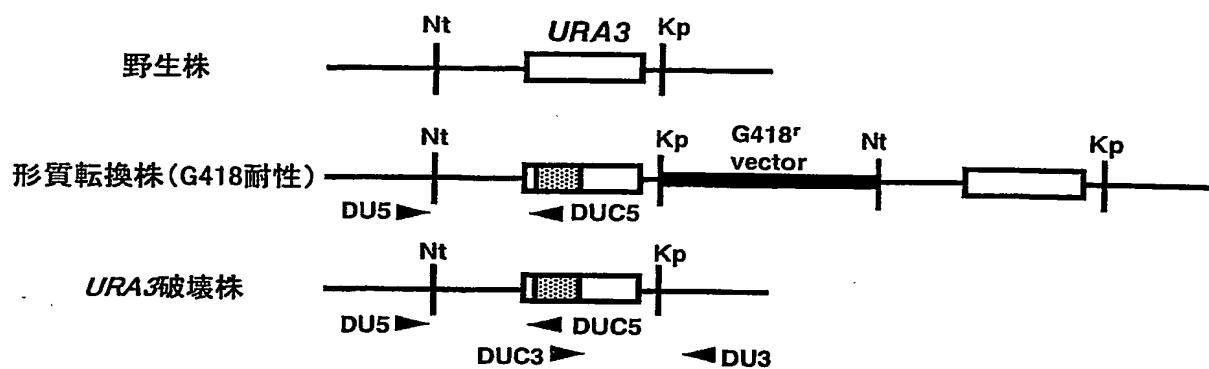 Nt URA3 Kp
野生株
Nt Kp G418r vector Nt Kp
形質転換株(G418耐性)
DU5 DUC5
Nt Kp
URA3破壊株
DU5 DUC5
DUC3 DU3